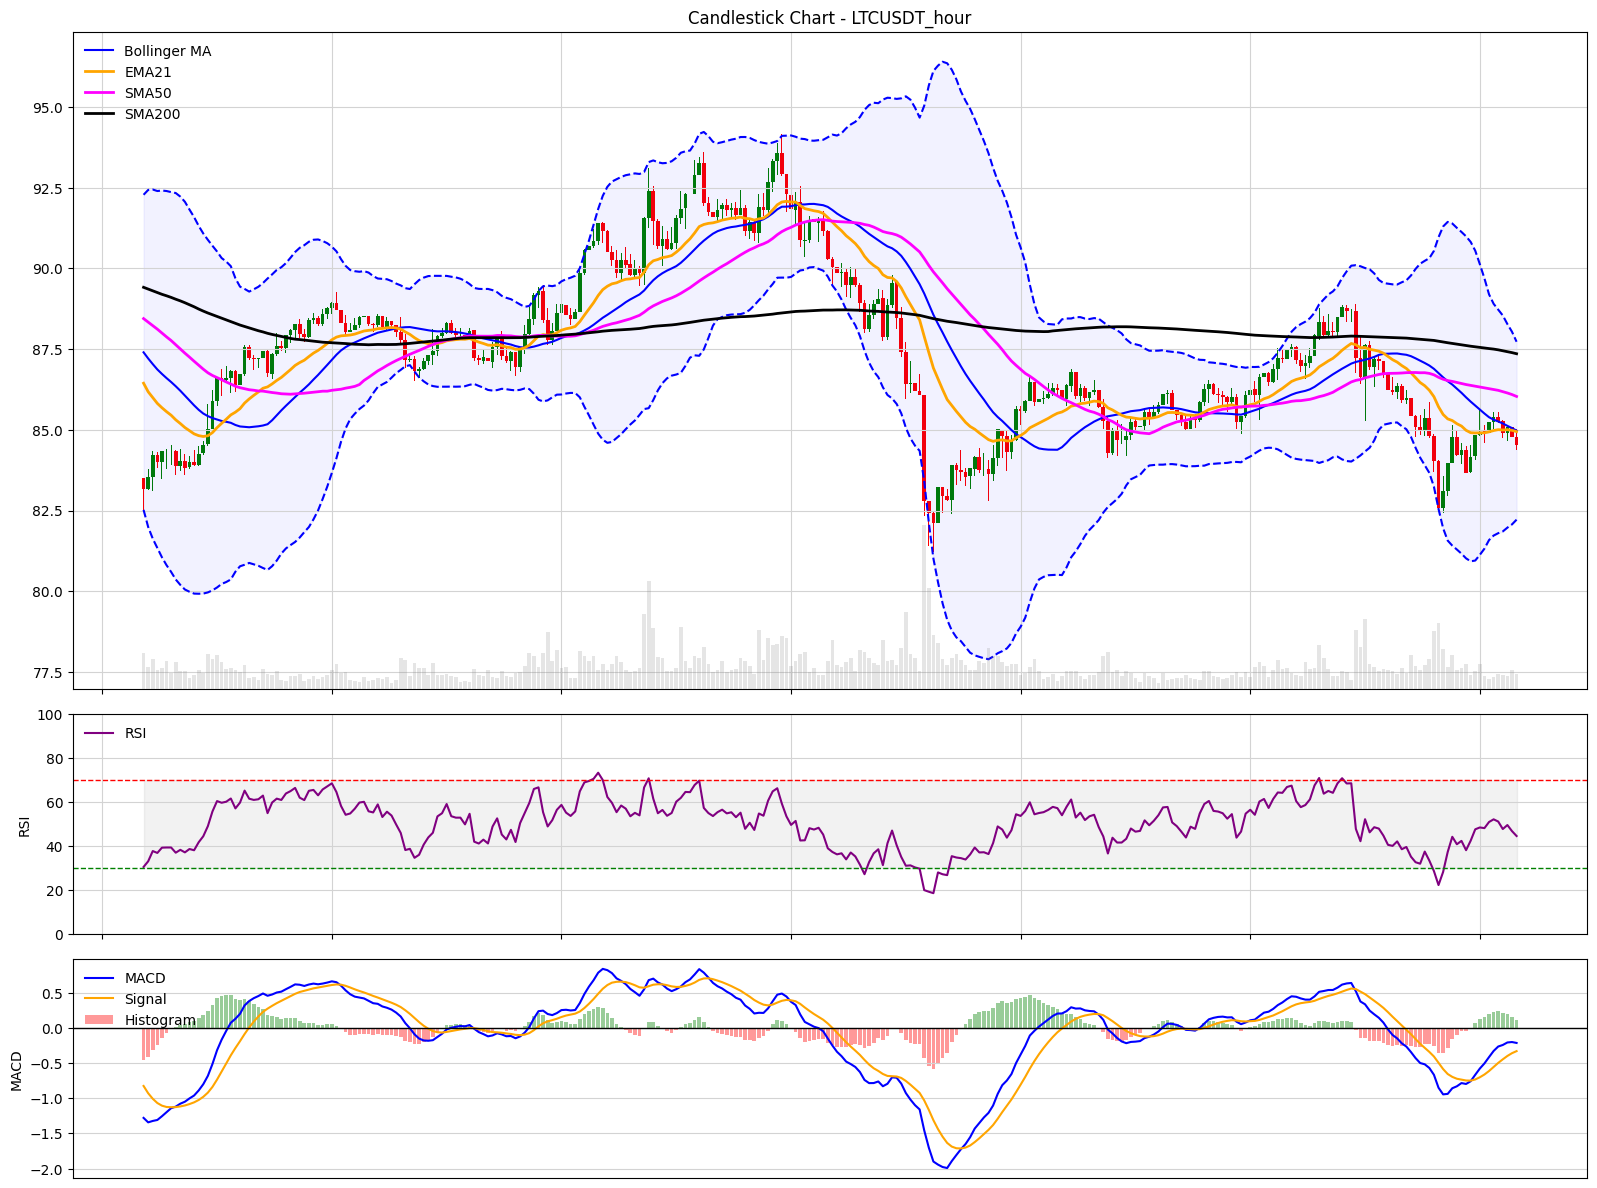 Candlestick Chart - LTCUSDT_hour
Bollinger MA
EMA21
SMA50
SMA200
95.0
92.5
90.0
87.5
85.0
82.5
80.0
77.5
100
RSI
80
60
RSI
40
20
0
MACD
0.5
Signal
Histogram
0.0
−0.5
MACD
−1.0
−1.5
−2.0